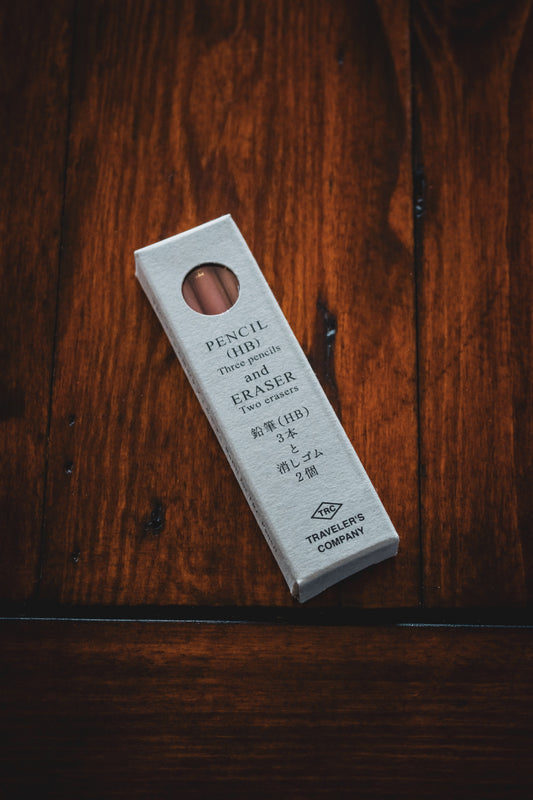 PENCIL
(HB)
Three pencils
and
ERASER
Two erasers
鉛筆(HB)
3本
と
消しゴム
2個
TRC
TRAVELER'S
COMPANY